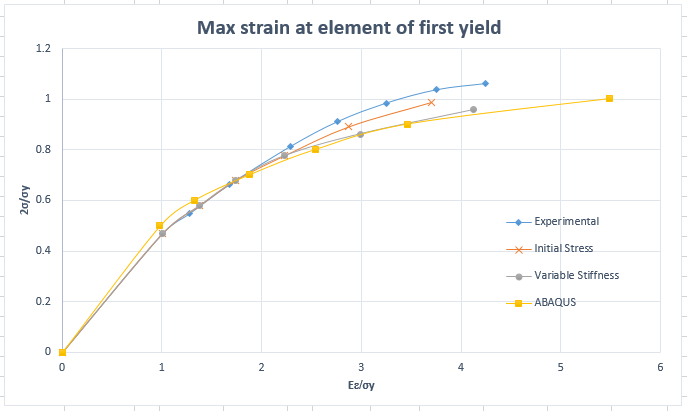 Max strain at element of first yield
1.2
1
0.8
0.6
0.4
0.2
0
2σ/σy
Experimental
Initial Stress
Variable Stiffness
ABAQUS
0 1 2 3 4 5 6
Eε/σy